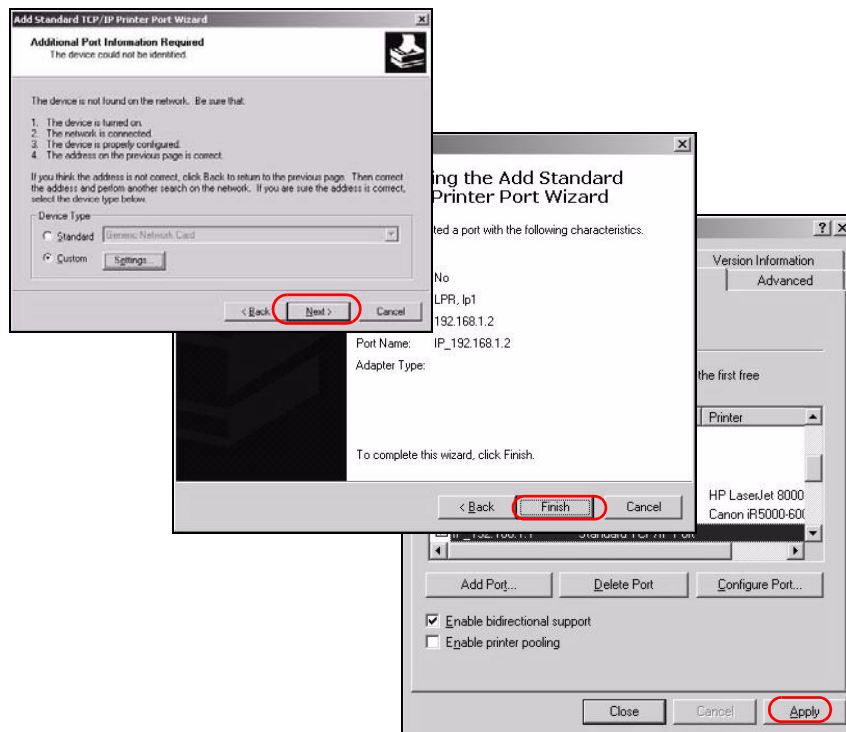 Add Standard TCP/IP Printer Port Wizard
Additional Port Information Required
The device could not be identified.
The device is not found on the network. Be sure that:
1. The device is turned on.
2. The network is connected.
3. The device is properly configured.
4. The address on the previous page is correct.
If you think the address is not correct, click Back to return to the previous page. Then correct
the address and perfom another search on the network. If you are sure the address is correct,
select the device type below.
Device Type
Standard Generic Network Card
Custom Settings...
< Back Next > Cancel
ing the Add Standard
Printer Port Wizard
ted a port with the following characteristics.
No
LPR, lp1
192.168.1.2
Port Name: IP_192.168.1.2
Adapter Type:
To complete this wizard, click Finish.
< Back Finish Cancel
Version Information
Advanced
the first free
Printer
HP LaserJet 8000
Canon iR5000-600
Add Port... Delete Port Configure Port...
Enable bidirectional support
Enable printer pooling
Close Cancel Apply